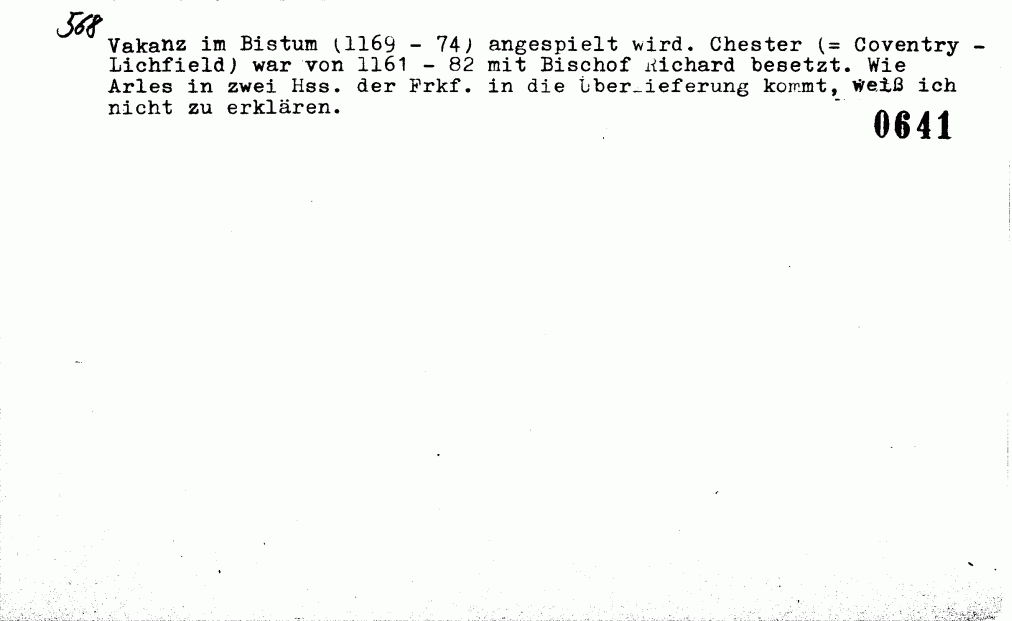 568
Vakanz im Bistum (1169 - 74) angespielt wird. Chester (= Coventry -
Lichfield) war von 1161 - 82 mit Bischof Richard besetzt. Wie
Arles in zwei Hss. der Frkf. in die Überlieferung kommt, weiß ich
nicht zu erklären.
0641